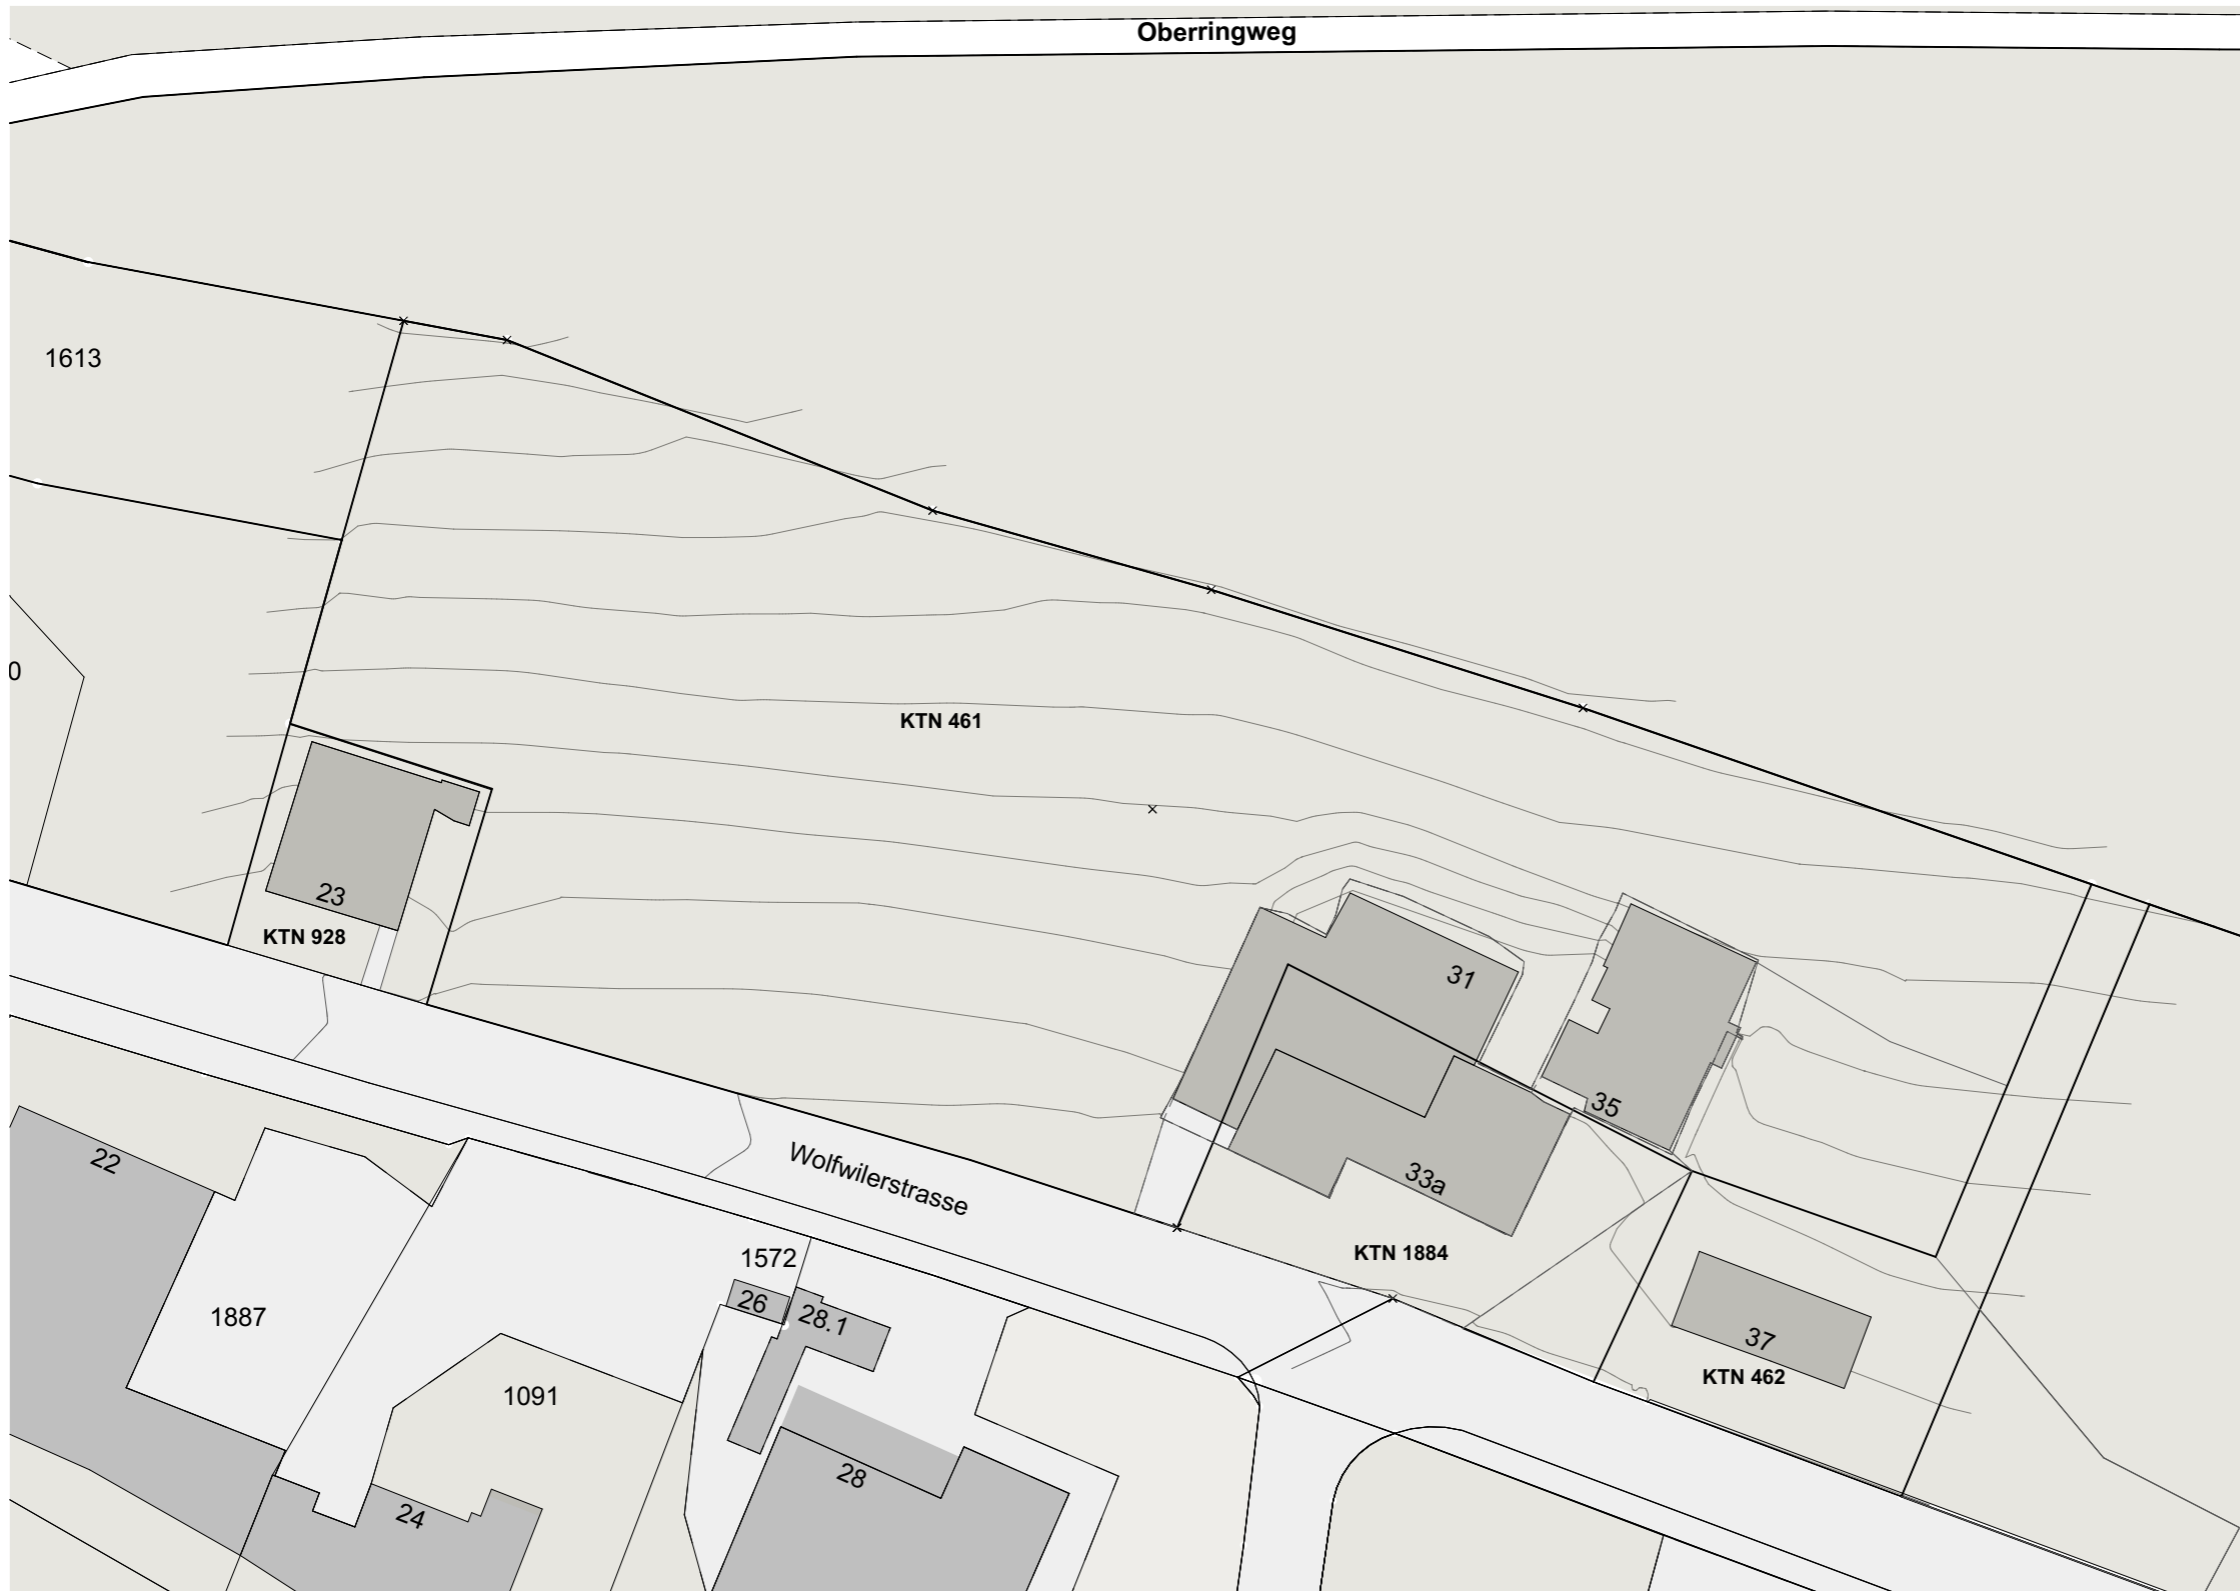 Oberringweg
1613
0
KTN 461
23
KTN 928
31
35
22
Wolfwilerstrasse
33a
KTN 1884
1572
26
28.1
1887
37
KTN 462
1091
28
24